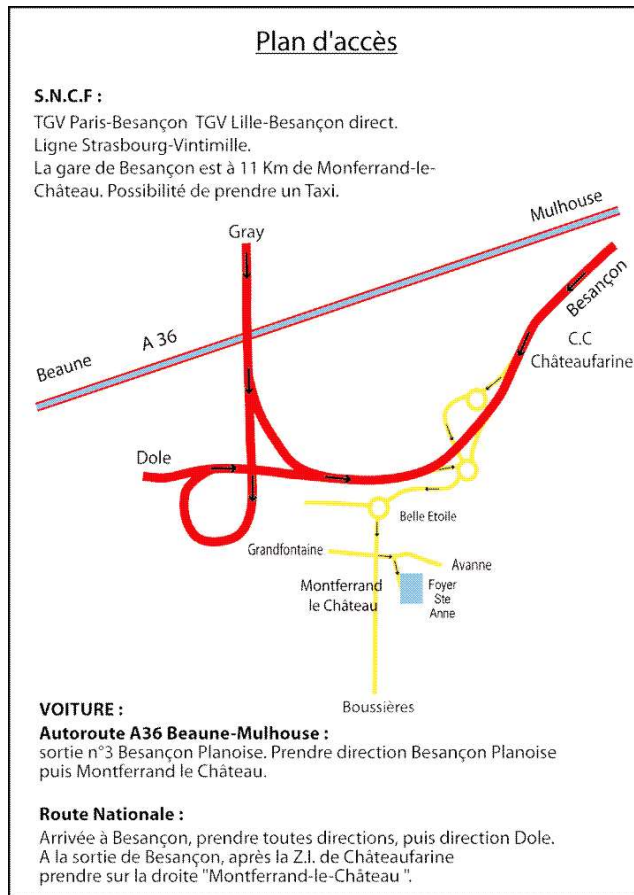 Plan d'accès
S.N.C.F :
TGV Paris-Besançon TGV Lille-Besançon direct.
Ligne Strasbourg-Vintimille.
La gare de Besançon est à 11 Km de Monferrand-le-
Château. Possibilité de prendre un Taxi.
Mulhouse
Gray
Besançon
A 36
C.C
Châteaufarine
Beaune
Dole
Belle Etoile
Grandfontaine
Avanne
Montferrand
le Château
Foyer
Ste
Anne
Boussières
VOITURE :
Autoroute A36 Beaune-Mulhouse :
sortie n°3 Besançon Planoise. Prendre direction Besançon Planoise
puis Montferrand le Château.
Route Nationale :
Arrivée à Besançon, prendre toutes directions, puis direction Dole.
A la sortie de Besançon, après la Z.I. de Châteaufarine
prendre sur la droite "Montferrand-le-Château ".